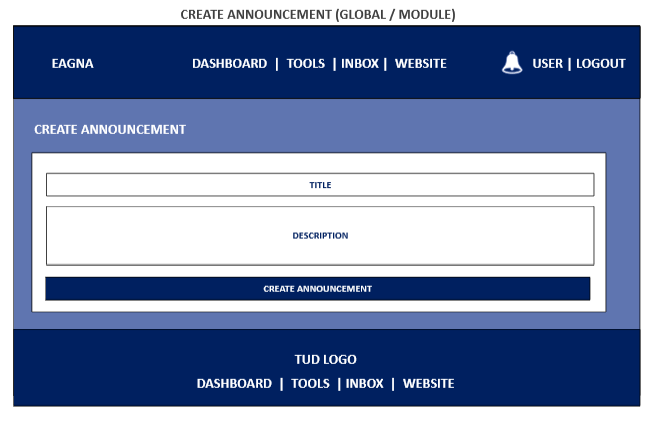 CREATE ANNOUNCEMENT (GLOBAL / MODULE)
EAGNA DASHBOARD | TOOLS | INBOX | WEBSITE USER | LOGOUT
CREATE ANNOUNCEMENT
TITLE
DESCRIPTION
CREATE ANNOUNCEMENT
TUD LOGO
DASHBOARD | TOOLS | INBOX | WEBSITE